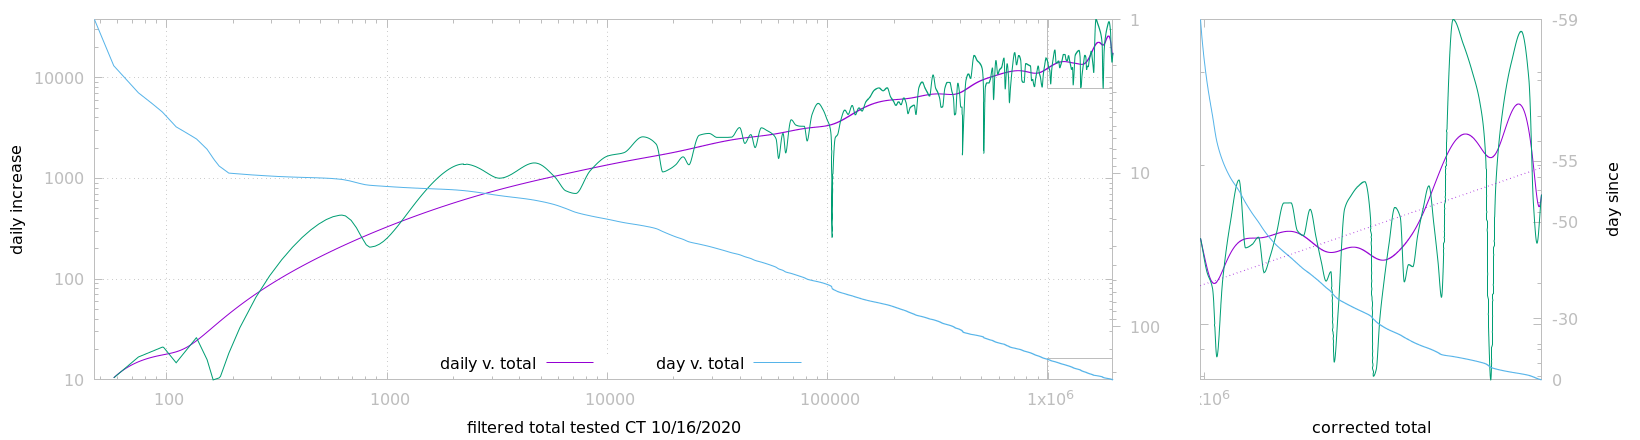 10000
1000
100
10
daily increase
100
1000
10000
100000
1x10⁶
filtered total tested CT 10/16/2020
daily v. total
day v. total
1
10
100
:10⁶
corrected total
-59
-55
-50
-30
0
day since